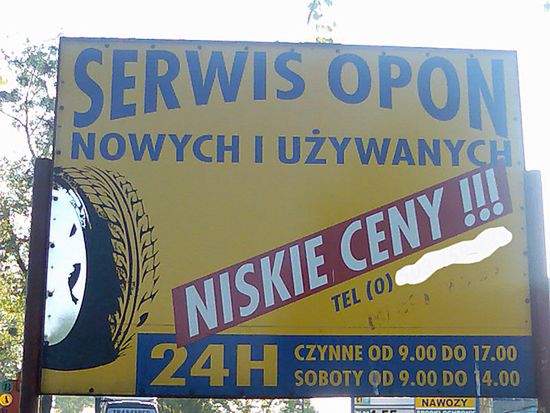 SERWIS OPON
NOWYCH I UŻYWANYCH
NISKIE CENY !!!
TEL (0)
24H
CZYNNE OD 9.00 DO 17.00
SOBOTY OD 9.00 DO 14.00
NAWOZY